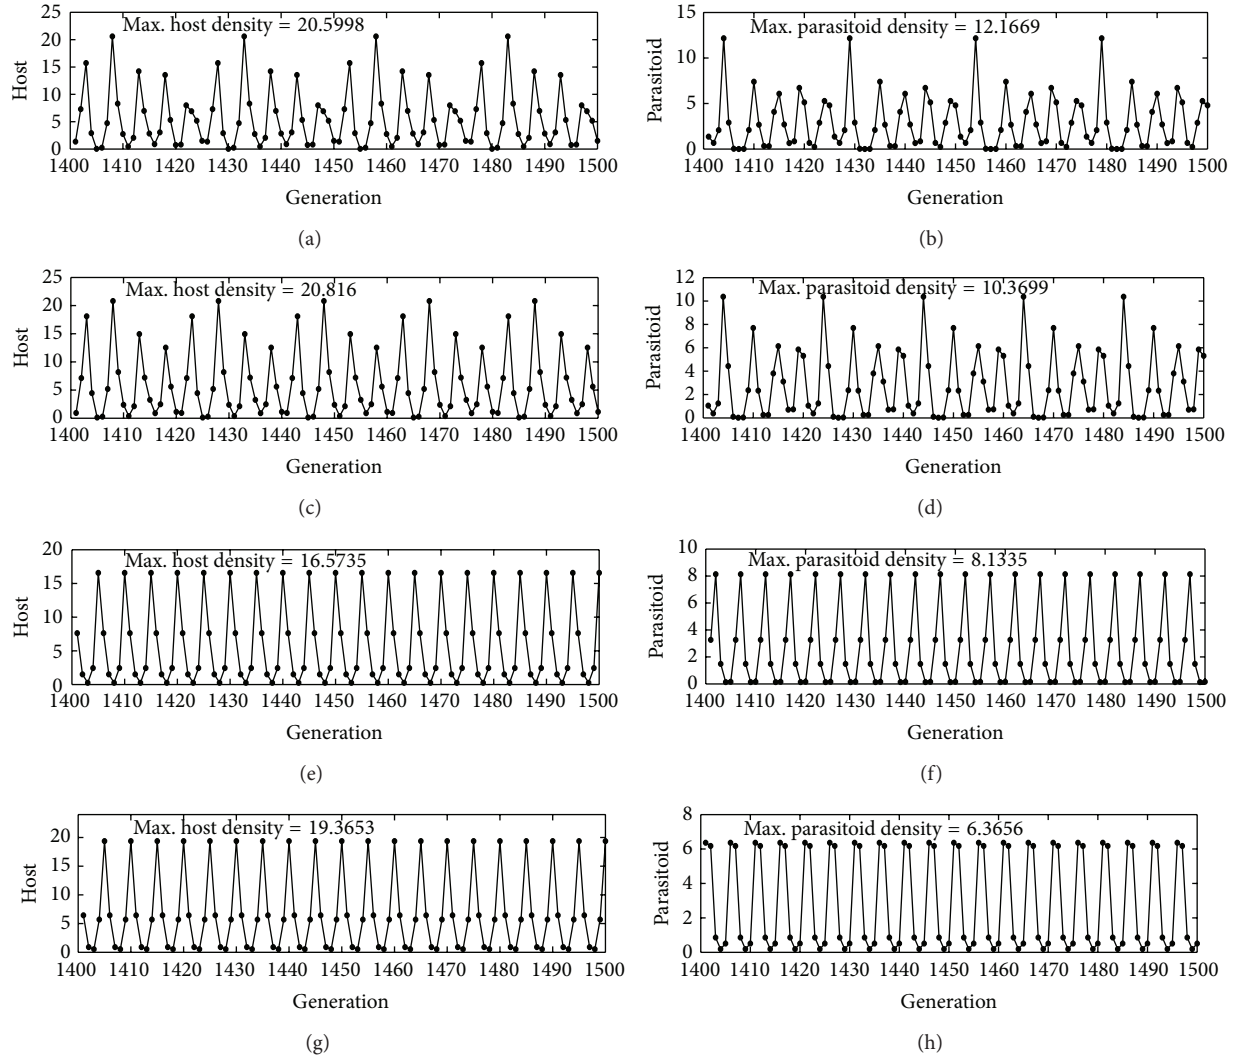 Max. host density = 20.5998
25
20
15
10
5
0
Host
1400 1410 1420 1430 1440 1450 1460 1470 1480 1490 1500
Generation
(a)
Max. parasitoid density = 12.1669
15
10
5
0
Parasitoid
1400 1410 1420 1430 1440 1450 1460 1470 1480 1490 1500
Generation
(b)
Max. host density = 20.816
25
20
15
10
5
0
Host
1400 1410 1420 1430 1440 1450 1460 1470 1480 1490 1500
Generation
(c)
Max. parasitoid density = 10.3699
12
10
8
6
4
2
0
Parasitoid
1400 1410 1420 1430 1440 1450 1460 1470 1480 1490 1500
Generation
(d)
Max. host density = 16.5735
20
15
10
5
0
Host
1400 1410 1420 1430 1440 1450 1460 1470 1480 1490 1500
Generation
(e)
Max. parasitoid density = 8.1335
10
8
6
4
2
0
Parasitoid
1400 1410 1420 1430 1440 1450 1460 1470 1480 1490 1500
Generation
(f)
Max. host density = 19.3653
20
15
10
5
0
Host
1400 1410 1420 1430 1440 1450 1460 1470 1480 1490 1500
Generation
(g)
Max. parasitoid density = 6.3656
8
6
4
2
0
Parasitoid
1400 1410 1420 1430 1440 1450 1460 1470 1480 1490 1500
Generation
(h)